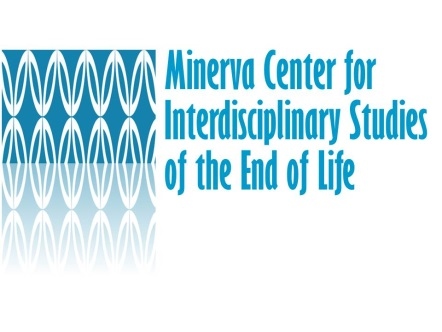 Minerva Center for
Interdisciplinary Studies
of the End of Life